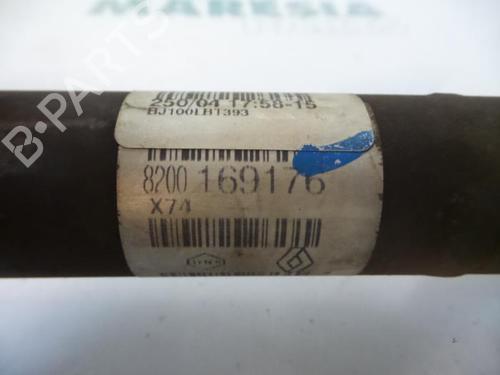 MARESIA
B-PARTS
250/04 17:58-15
BJ100LBT393
8200 169176
X74